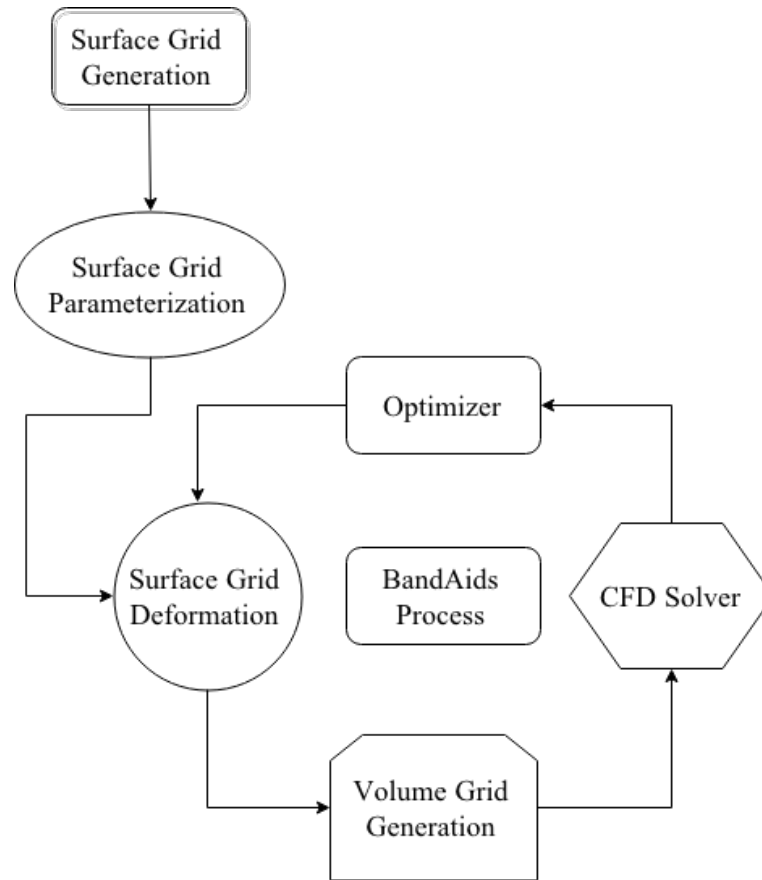 Surface Grid
Generation
Surface Grid
Parameterization
Optimizer
Surface Grid
Deformation
BandAids
Process
CFD Solver
Volume Grid
Generation